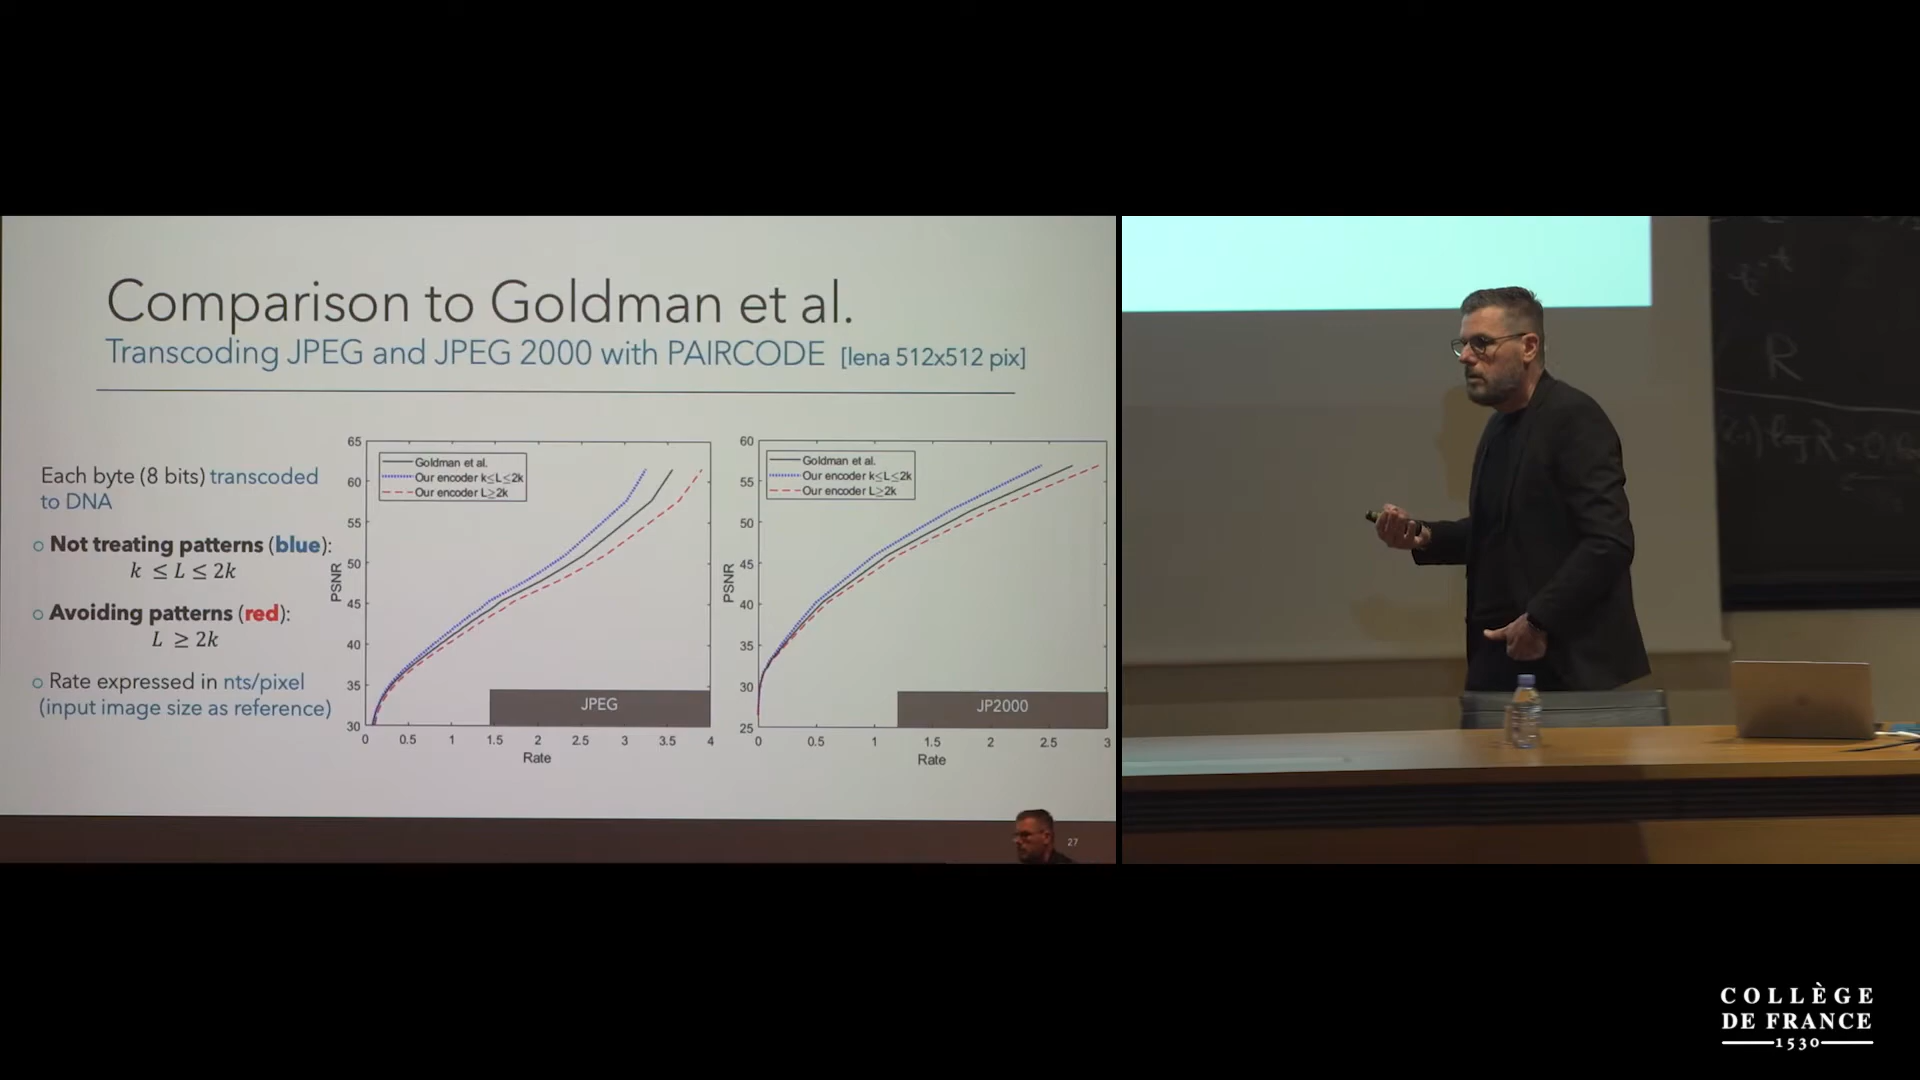 Comparison to Goldman et al.
Transcoding JPEG and JPEG 2000 with PAIRCODE [lena 512x512 pix]
Each byte (8 bits) transcoded
to DNA
Not treating patterns (blue):
k ≤ L ≤ 2k
Avoiding patterns (red):
L ≥ 2k
Rate expressed in nts/pixel
(input image size as reference)
65
60
55
50
45
40
35
30
PSNR
Goldman et al.
Our encoder k≤L≤2k
Our encoder L≥2k
JPEG
0 0.5 1 1.5 2 2.5 3 3.5 4
Rate
60
55
50
45
40
35
30
25
PSNR
Goldman et al.
Our encoder k≤L≤2k
Our encoder L≥2k
JP2000
0 0.5 1 1.5 2 2.5 3
Rate
27
R
log R
COLLÈGE
DE FRANCE
1530